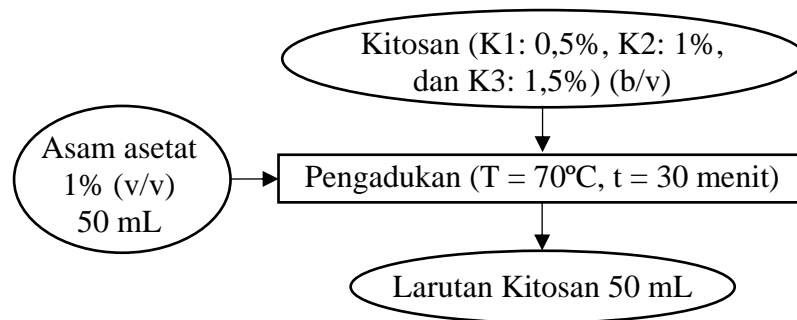 Kitosan (K1: 0,5%, K2: 1%,
dan K3: 1,5%) (b/v)
Asam asetat
1% (v/v)
50 mL
Pengadukan (T = 70ºC, t = 30 menit)
Larutan Kitosan 50 mL